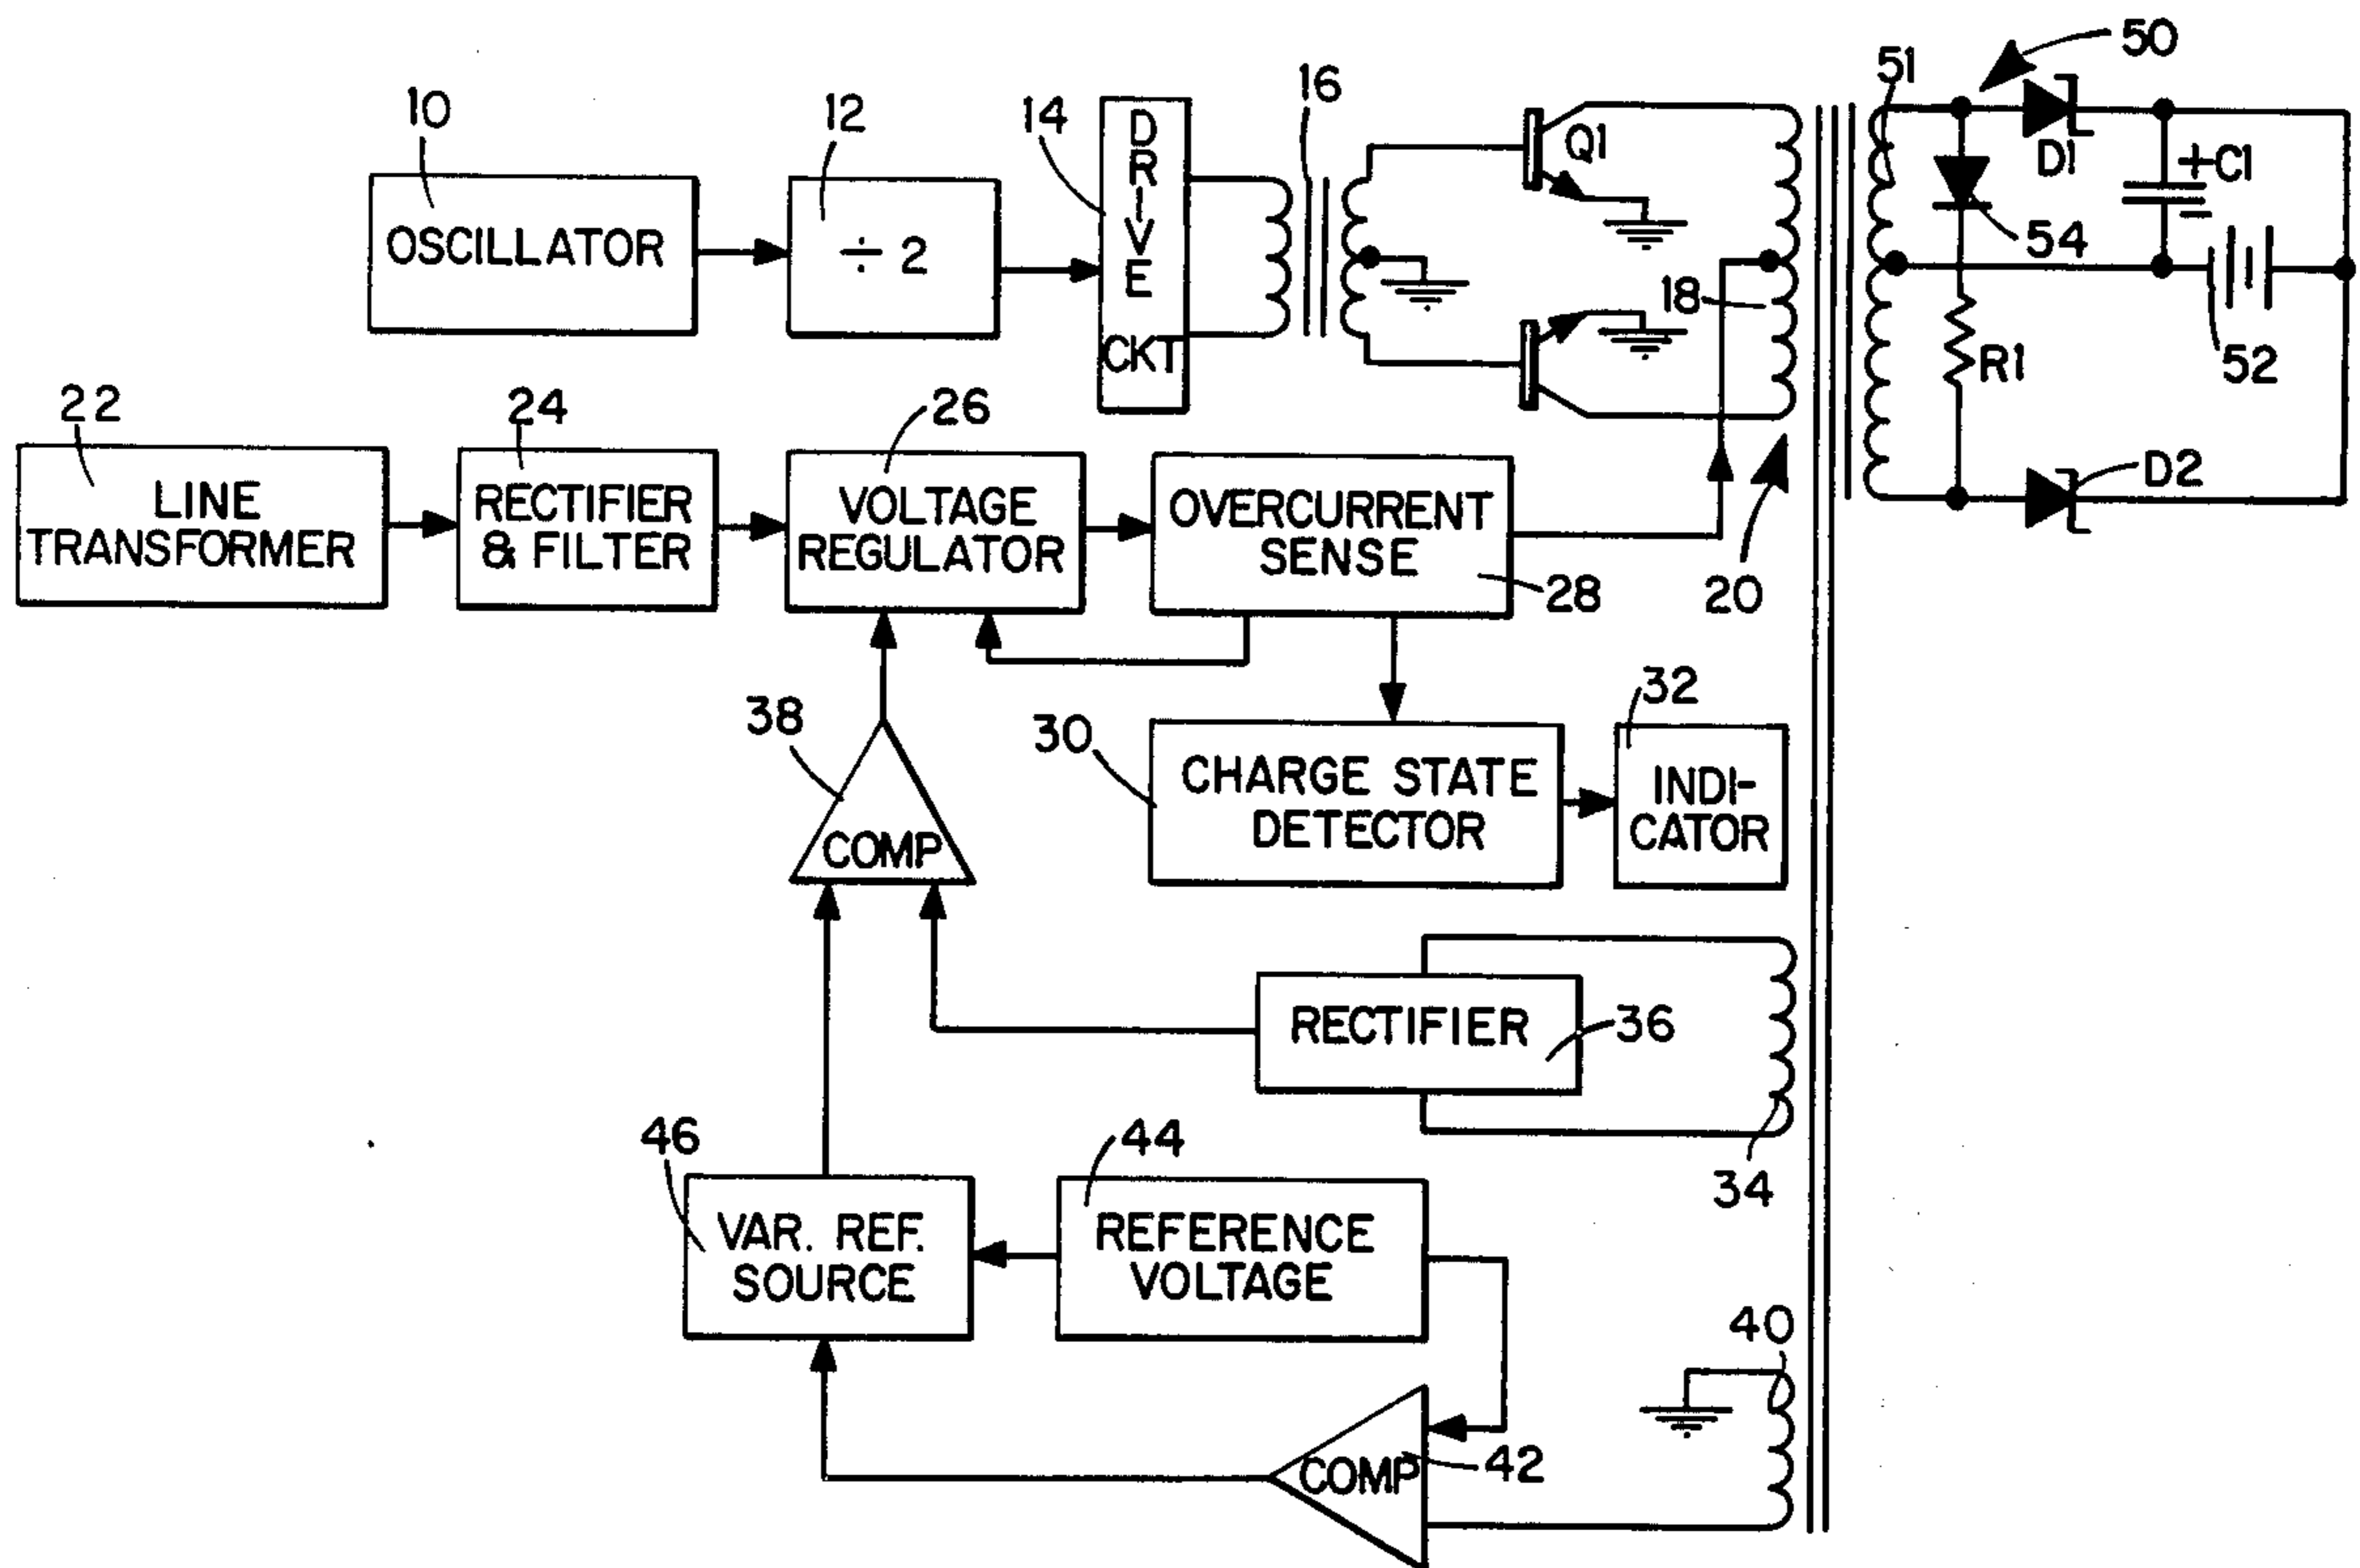 50
51
10
12
14
16
DRIVE
CKT
Q1
D1
+C1
−
54
OSCILLATOR
÷ 2
18
R1
52
22
24
26
D2
LINE
TRANSFORMER
RECTIFIER
& FILTER
VOLTAGE
REGULATOR
OVERCURRENT
SENSE
28
20
38
30
32
COMP
CHARGE STATE
DETECTOR
INDI-
CATOR
RECTIFIER
36
34
46
44
VAR. REF.
SOURCE
REFERENCE
VOLTAGE
40
COMP
42